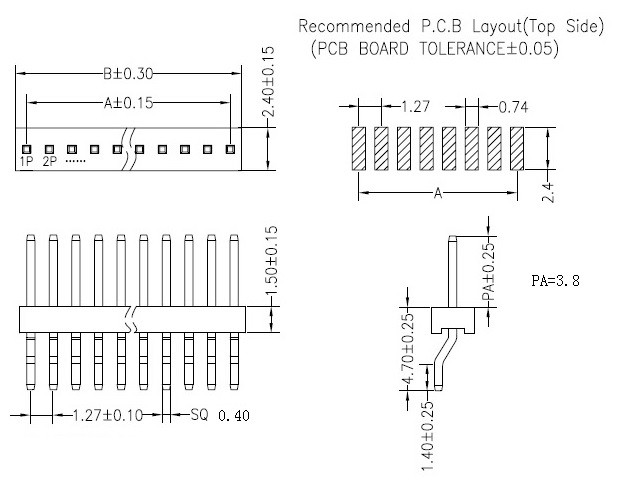 Recommended P.C.B Layout(Top Side)
(PCB BOARD TOLERANCE±0.05)
B±0.30
A±0.15
2.40±0.15
1P 2P ......
1.27
0.74
A
2.4
1.50±0.15
1.27±0.10
SQ 0.40
PA±0.25
PA=3.8
4.70±0.25
1.40±0.25